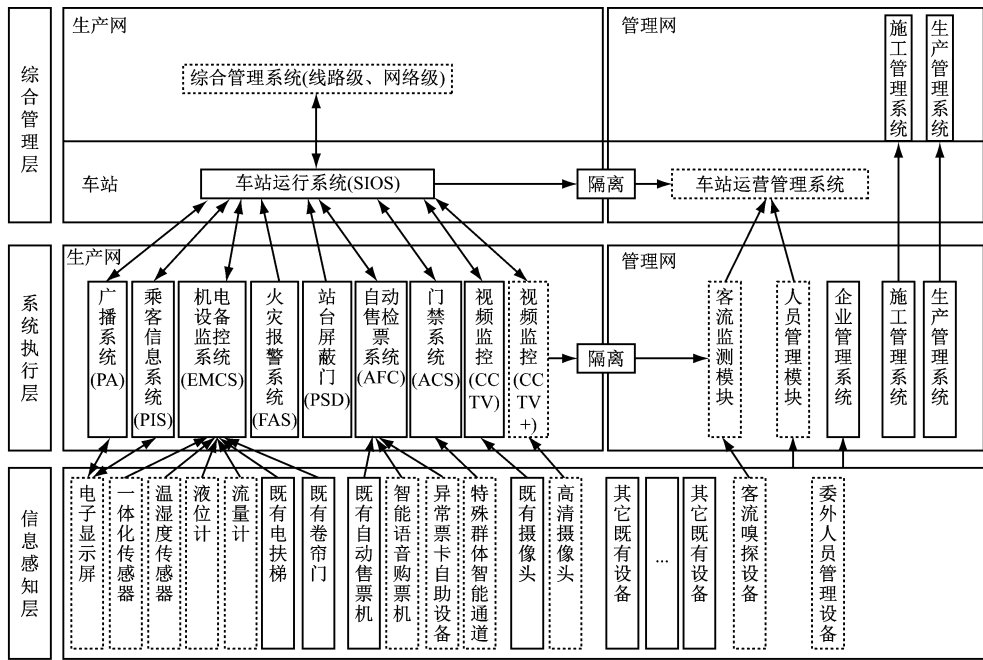 综合管理层
生产网
管理网
综合管理系统(线路级、网络级)
施工管理系统
生产管理系统
车站
车站运行系统(SIOS)
隔离
车站运营管理系统
系统执行层
生产网
管理网
广播系统(PA)
乘客信息系统(PIS)
机电设备监控系统(EMCS)
火灾报警系统(FAS)
站台屏蔽门(PSD)
自动售检票系统(AFC)
门禁系统(ACS)
视频监控(CCTV)
视频监控(CCTV+)
隔离
客流监测模块
人员管理模块
企业管理系统
施工管理系统
生产管理系统
信息感知层
电子显示屏
一体化传感器
温湿度传感器
液位计
流量计
既有电扶梯
既有卷帘门
既有自动售票机
智能语音购票机
异常票卡自助设备
特殊群体智能通道
既有摄像头
高清摄像头
其它既有设备
...
其它既有设备
客流嗅探设备
委外人员管理设备